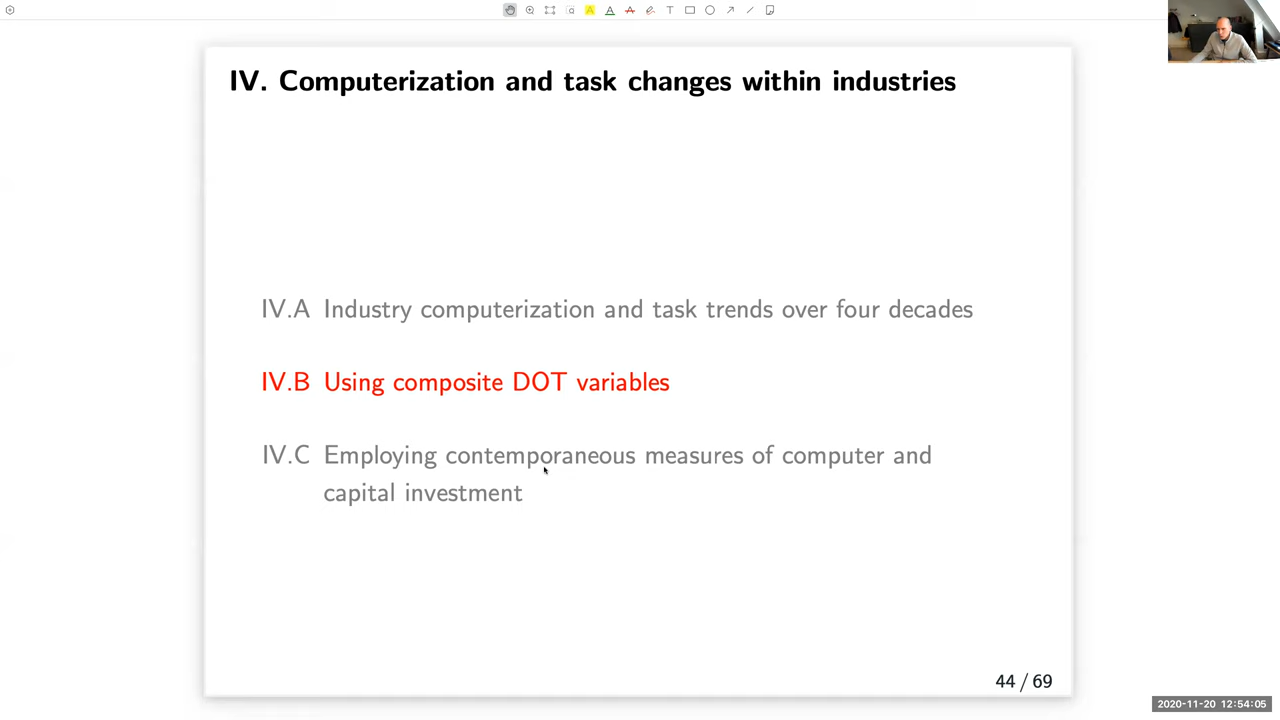 IV. Computerization and task changes within industries
IV.A Industry computerization and task trends over four decades
IV.B Using composite DOT variables
IV.C Employing contemporaneous measures of computer and
capital investment
44 / 69
2020-11-20 12:54:05